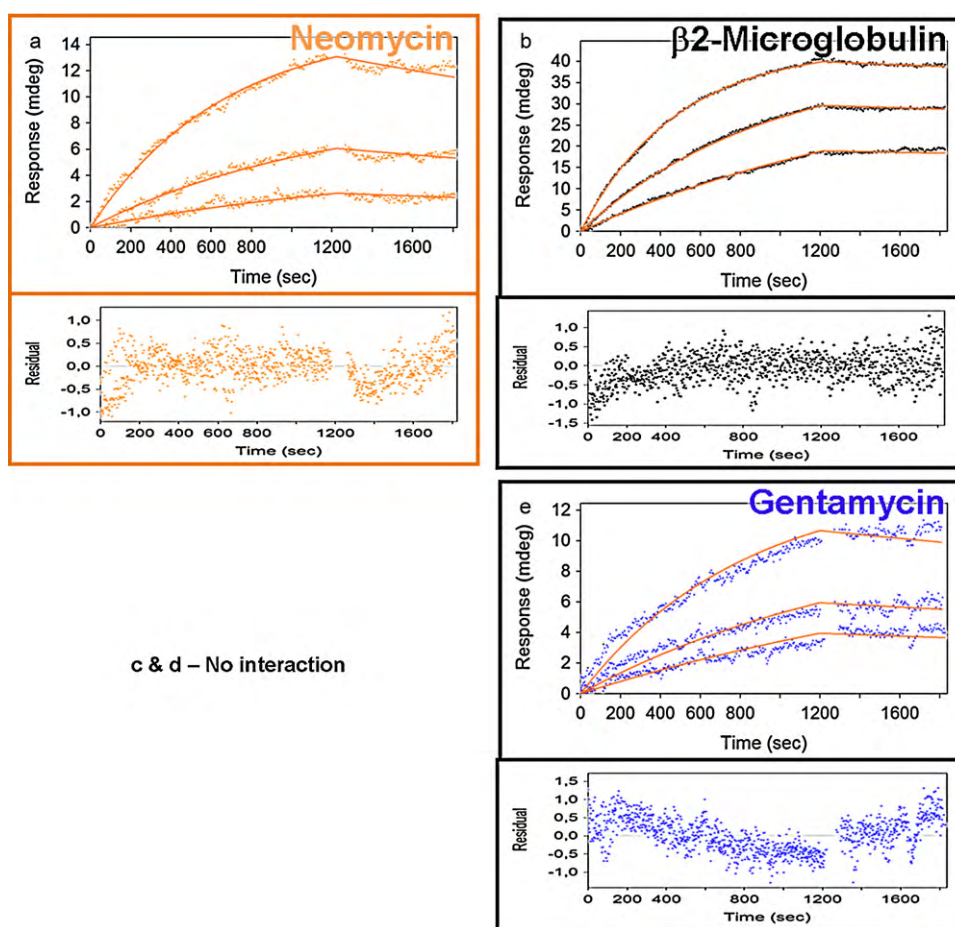 a
Neomycin
Response (mdeg)
14
12
10
8
6
4
2
0
0 200 400 600 800 1200 1600
Time (sec)
Residual
1,0
0,5
0,0
-0,5
-1,0
0 200 400 600 800 1200 1600
Time (sec)
b
β2-Microglobulin
Response (mdeg)
40
35
30
25
20
15
10
5
0
0 200 400 600 800 1200 1600
Time (sec)
Residual
1,0
0,5
0,0
-0,5
-1,0
-1,5
0 200 400 800 1200 1600
Time (sec)
c & d – No interaction
e
Gentamycin
Response (mdeg)
12
10
8
6
4
2
0
0 200 400 600 800 1200 1600
Time (sec)
Residual
1,5
1,0
0,5
0,0
-0,5
-1,0
0 200 400 600 800 1200 1600
Time (sec)